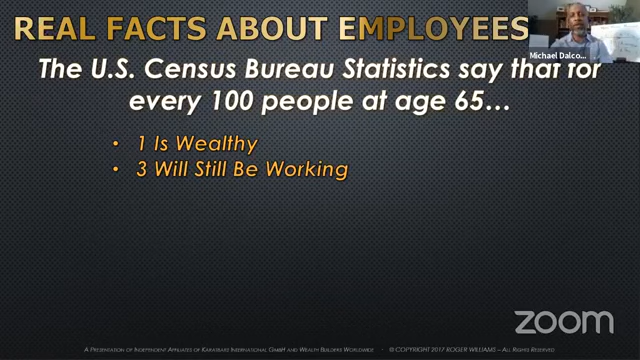 REAL FACTS ABOUT EMPLOYEES
Michael Dalco...
The U.S. Census Bureau Statistics say that for
every 100 people at age 65…
• 1 Is Wealthy
• 3 Will Still Be Working
zoom
A Presentation of Independent Affiliates of Karatbars International GmbH and Wealth Builders Worldwide - © Copyright 2017 Roger Williams – All Rights Reserved